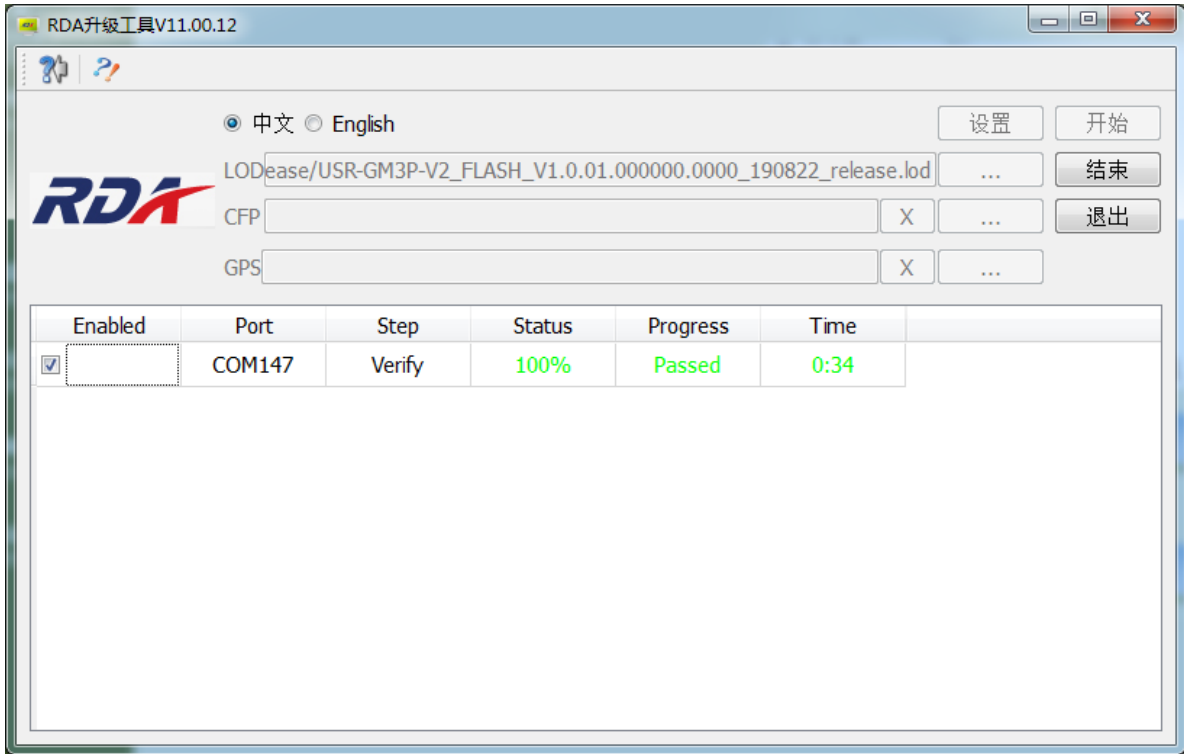 RDA升级工具V11.00.12
中文 English 设置 开始
LODease/USR-GM3P-V2_FLASH_V1.0.01.000000.0000_190822_release.lod ... 结束
RDA
CFP X ... 退出
GPS X ...
Enabled Port Step Status Progress Time
COM147 Verify 100% Passed 0:34